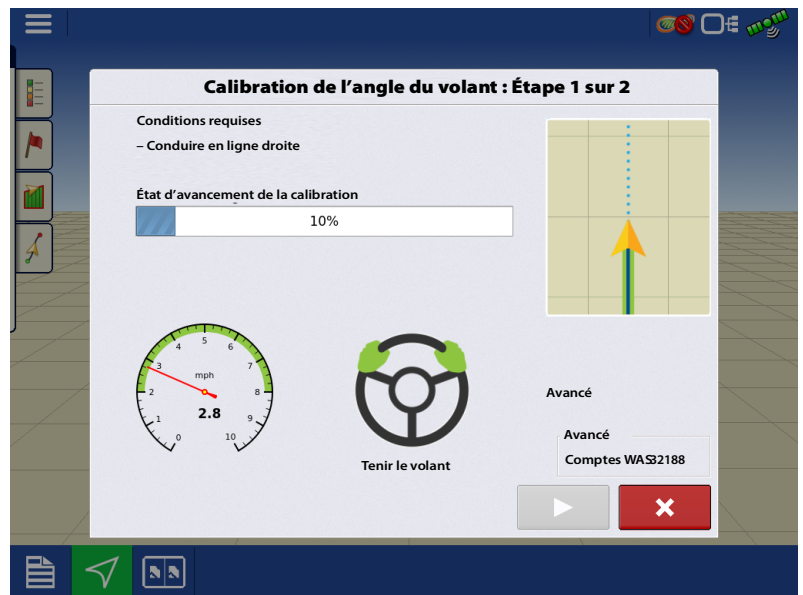 Calibration de l’angle du volant : Étape 1 sur 2
Conditions requises
– Conduire en ligne droite
État d’avancement de la calibration
10%
0
1
2
3
4
5
6
7
8
9
10
mph
2.8
Tenir le volant
Avancé
Avancé
Comptes WAS32188